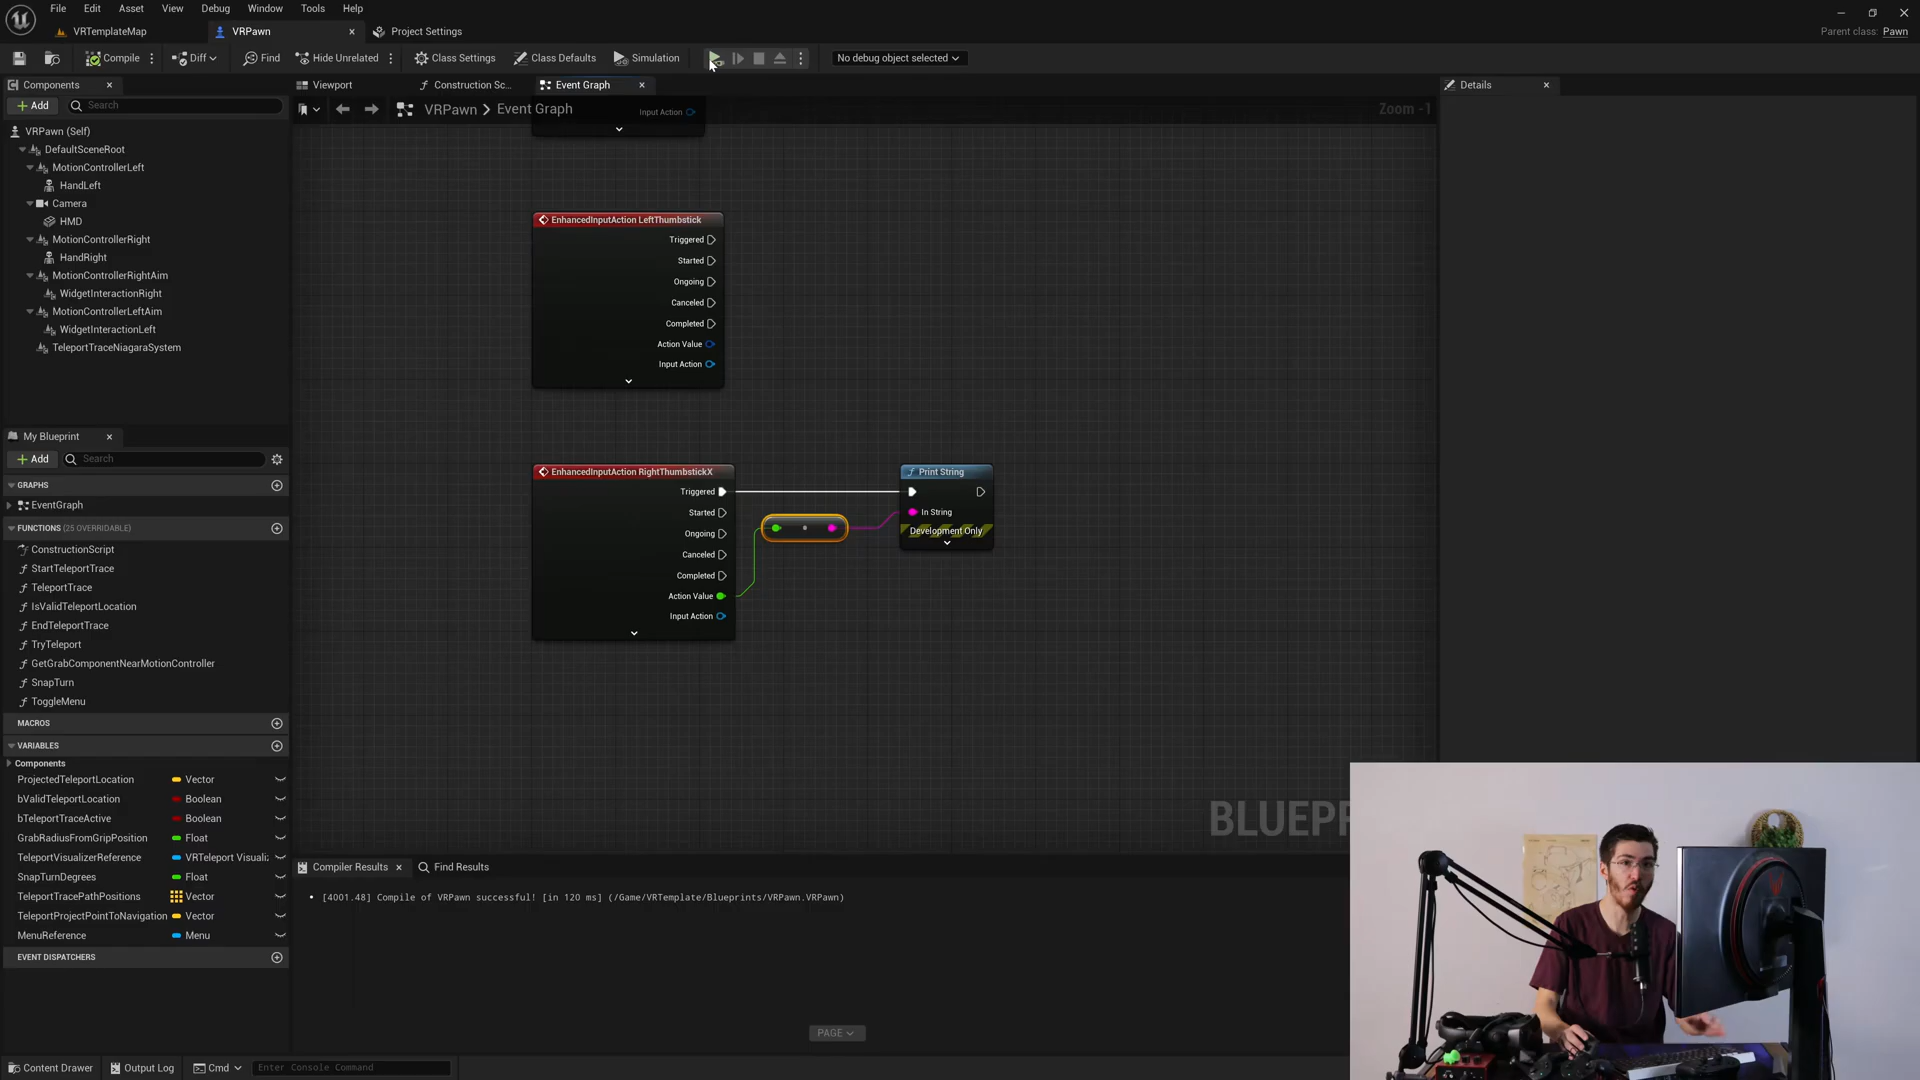 File Edit Asset View Debug Window Tools Help
VRTemplateMap VRPawn Project Settings
Parent class: Pawn
Compile Diff Find Hide Unrelated Class Settings Class Defaults Simulation No debug object selected
Components
Add Search
VRPawn (Self)
DefaultSceneRoot
MotionControllerLeft
HandLeft
Camera
HMD
MotionControllerRight
HandRight
MotionControllerRightAim
WidgetInteractionRight
MotionControllerLeftAim
WidgetInteractionLeft
TeleportTraceNiagaraSystem
My Blueprint
Add Search
GRAPHS
EventGraph
FUNCTIONS (25 OVERRIDABLE)
ConstructionScript
StartTeleportTrace
TeleportTrace
IsValidTeleportLocation
EndTeleportTrace
TryTeleport
GetGrabComponentNearMotionController
SnapTurn
ToggleMenu
MACROS
VARIABLES
Components
ProjectedTeleportLocation Vector
bValidTeleportLocation Boolean
bTeleportTraceActive Boolean
GrabRadiusFromGripPosition Float
TeleportVisualizerReference VRTeleport Visuali
SnapTurnDegrees Float
TeleportTracePathPositions Vector
TeleportProjectPointToNavigation Vector
MenuReference Menu
EVENT DISPATCHERS
Viewport Construction Sc... Event Graph
VRPawn > Event Graph
Zoom -1
Input Action
EnhancedInputAction LeftThumbstick
Triggered
Started
Ongoing
Canceled
Completed
Action Value
Input Action
EnhancedInputAction RightThumbstickX
Triggered
Started
Ongoing
Canceled
Completed
Action Value
Input Action
Print String
In String
Development Only
BLUEP
Compiler Results Find Results
[4001.48] Compile of VRPawn successful! [in 120 ms] (/Game/VRTemplate/Blueprints/VRPawn.VRPawn)
PAGE
Details
Content Drawer Output Log Cmd Enter Console Command